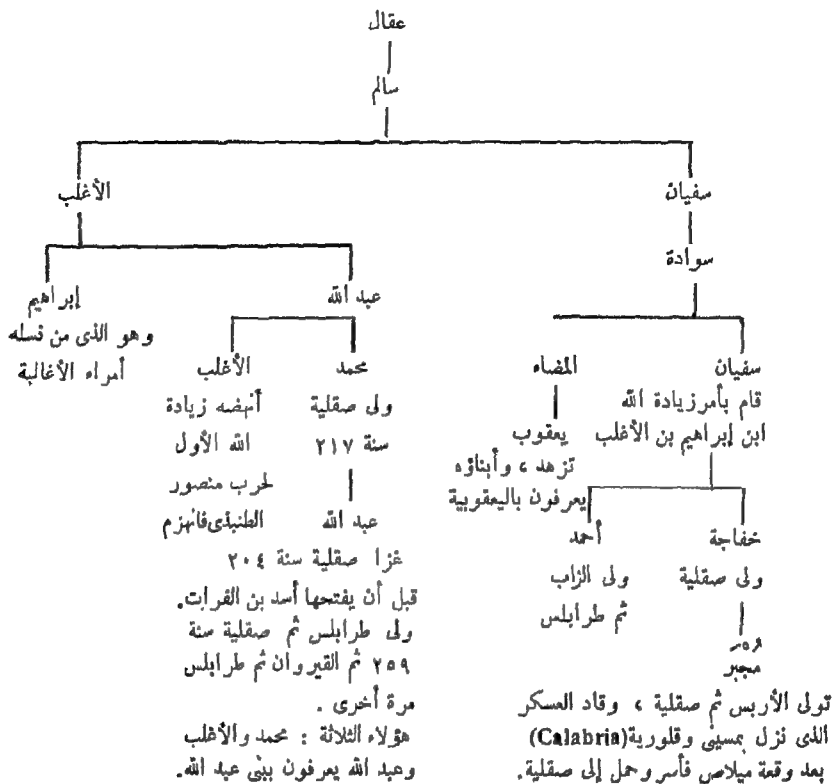 عقال
سالم
سفيان
الأغلب
سوادة
عبد الله
إبراهيم
وهو الذى من نسله
أمراء الأغالبة
سفيان
قام بأمر زيادة الله
ابن إبراهيم بن الأغلب
المضاء
يعقوب
تزهد ، وأبناؤه
يعرفون باليعقوبية
محمد
ولى صقلية
سنة ٢١٧
الأغلب
أنهضه زيادة
الله الأول
لحرب منصور
الطنبذى فانهزم
خفاجة
ولى صقلية
أحمد
ولى الزاب
ثم طرابلس
عبد الله
غزا صقلية سنة ٢٠٤
قبل أن يفتحها أسد بن الفرات.
ولى طرابلس ثم صقلية سنة
٢٥٩ ثم القيروان ثم طرابلس
مرة أخرى .
هؤلاء الثلاثة : محمد والأغلب
وعبد الله يعرفون ببنى عبد الله.
مجبر
تولى الأربس ثم صقلية ، وقاد العسكر
الذى نزل بمسينى وقلورية (Calabria)
بعد وقعة ميلاص فأسر وحمل إلى صقلية.